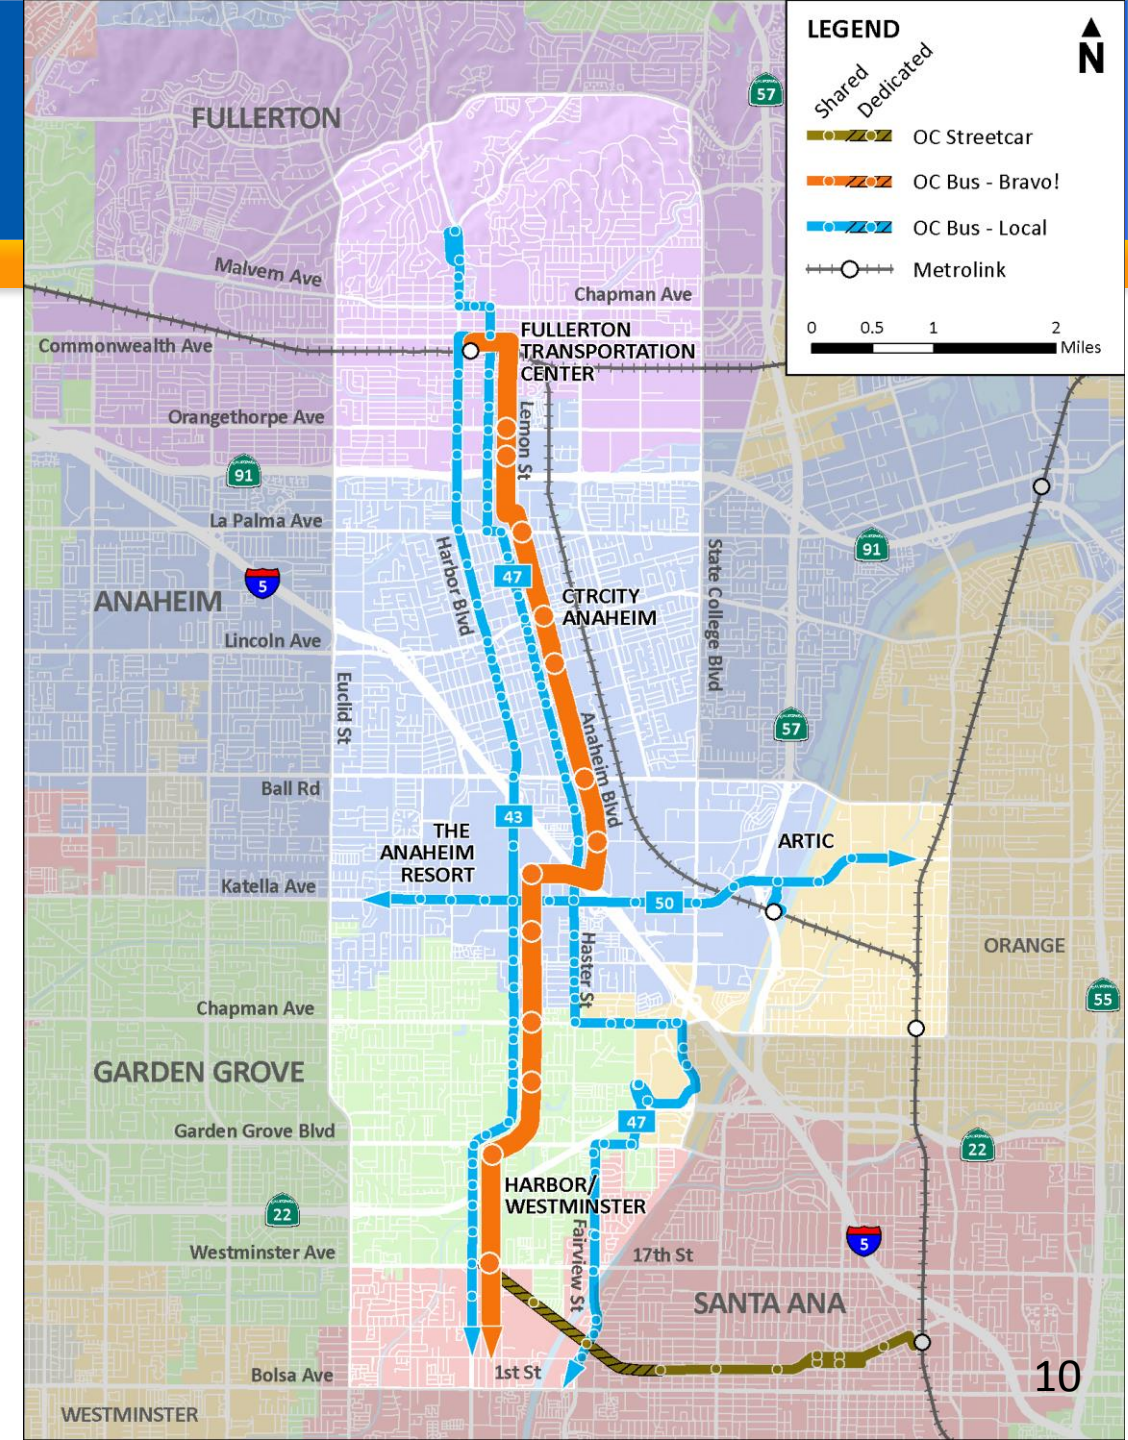 LEGEND
N
Shared
Dedicated
OC Streetcar
OC Bus - Bravo!
OC Bus - Local
Metrolink
0 0.5 1 2
Miles
57
FULLERTON
Malvern Ave
Chapman Ave
FULLERTON
TRANSPORTATION
CENTER
Commonwealth Ave
Orangethorpe Ave
Lemon St
91
La Palma Ave
Harbor Blvd
State College Blvd
91
5
47
ANAHEIM
CTRCITY
ANAHEIM
Lincoln Ave
Euclid St
57
Anaheim Blvd
Ball Rd
43
THE
ANAHEIM
RESORT
ARTIC
Katella Ave
50
Haster St
ORANGE
55
Chapman Ave
GARDEN GROVE
47
Garden Grove Blvd
22
HARBOR/
WESTMINSTER
22
Fairview St
Westminster Ave
17th St
5
SANTA ANA
Bolsa Ave
1st St
10
WESTMINSTER